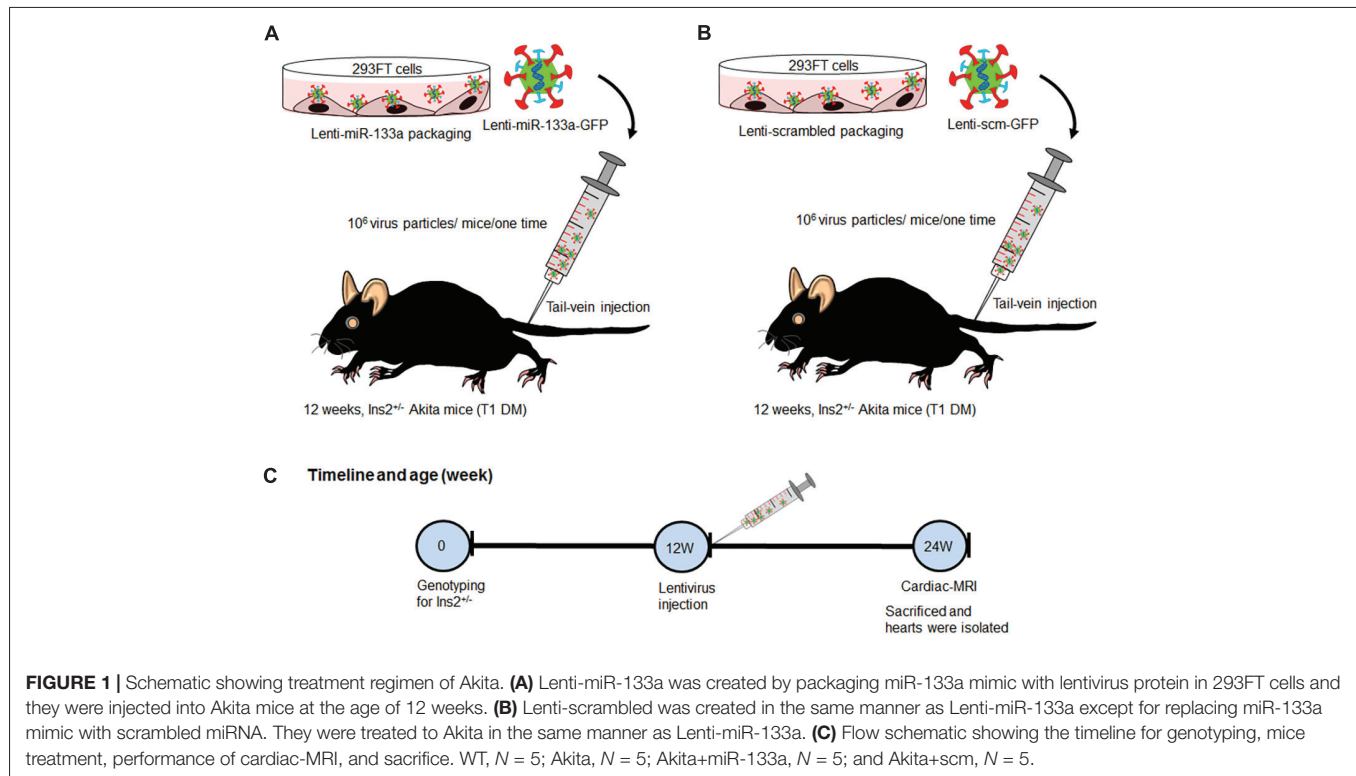 A
293FT cells
Lenti-miR-133a packaging
Lenti-miR-133a-GFP
10⁶ virus particles/ mice/one time
Tail-vein injection
12 weeks, Ins2⁺/⁻ Akita mice (T1 DM)
B
293FT cells
Lenti-scrambled packaging
Lenti-scm-GFP
10⁶ virus particles/ mice/one time
Tail-vein injection
12 weeks, Ins2⁺/⁻ Akita mice (T1 DM)
C
Timeline and age (week)
0
12W
24W
Genotyping
for Ins2⁺/⁻
Lentivirus
injection
Cardiac-MRI
Sacrificed and
hearts were isolated
FIGURE 1 | Schematic showing treatment regimen of Akita. (A) Lenti-miR-133a was created by packaging miR-133a mimic with lentivirus protein in 293FT cells and
they were injected into Akita mice at the age of 12 weeks. (B) Lenti-scrambled was created in the same manner as Lenti-miR-133a except for replacing miR-133a
mimic with scrambled miRNA. They were treated to Akita in the same manner as Lenti-miR-133a. (C) Flow schematic showing the timeline for genotyping, mice
treatment, performance of cardiac-MRI, and sacrifice. WT, N = 5; Akita, N = 5; Akita+miR-133a, N = 5; and Akita+scm, N = 5.